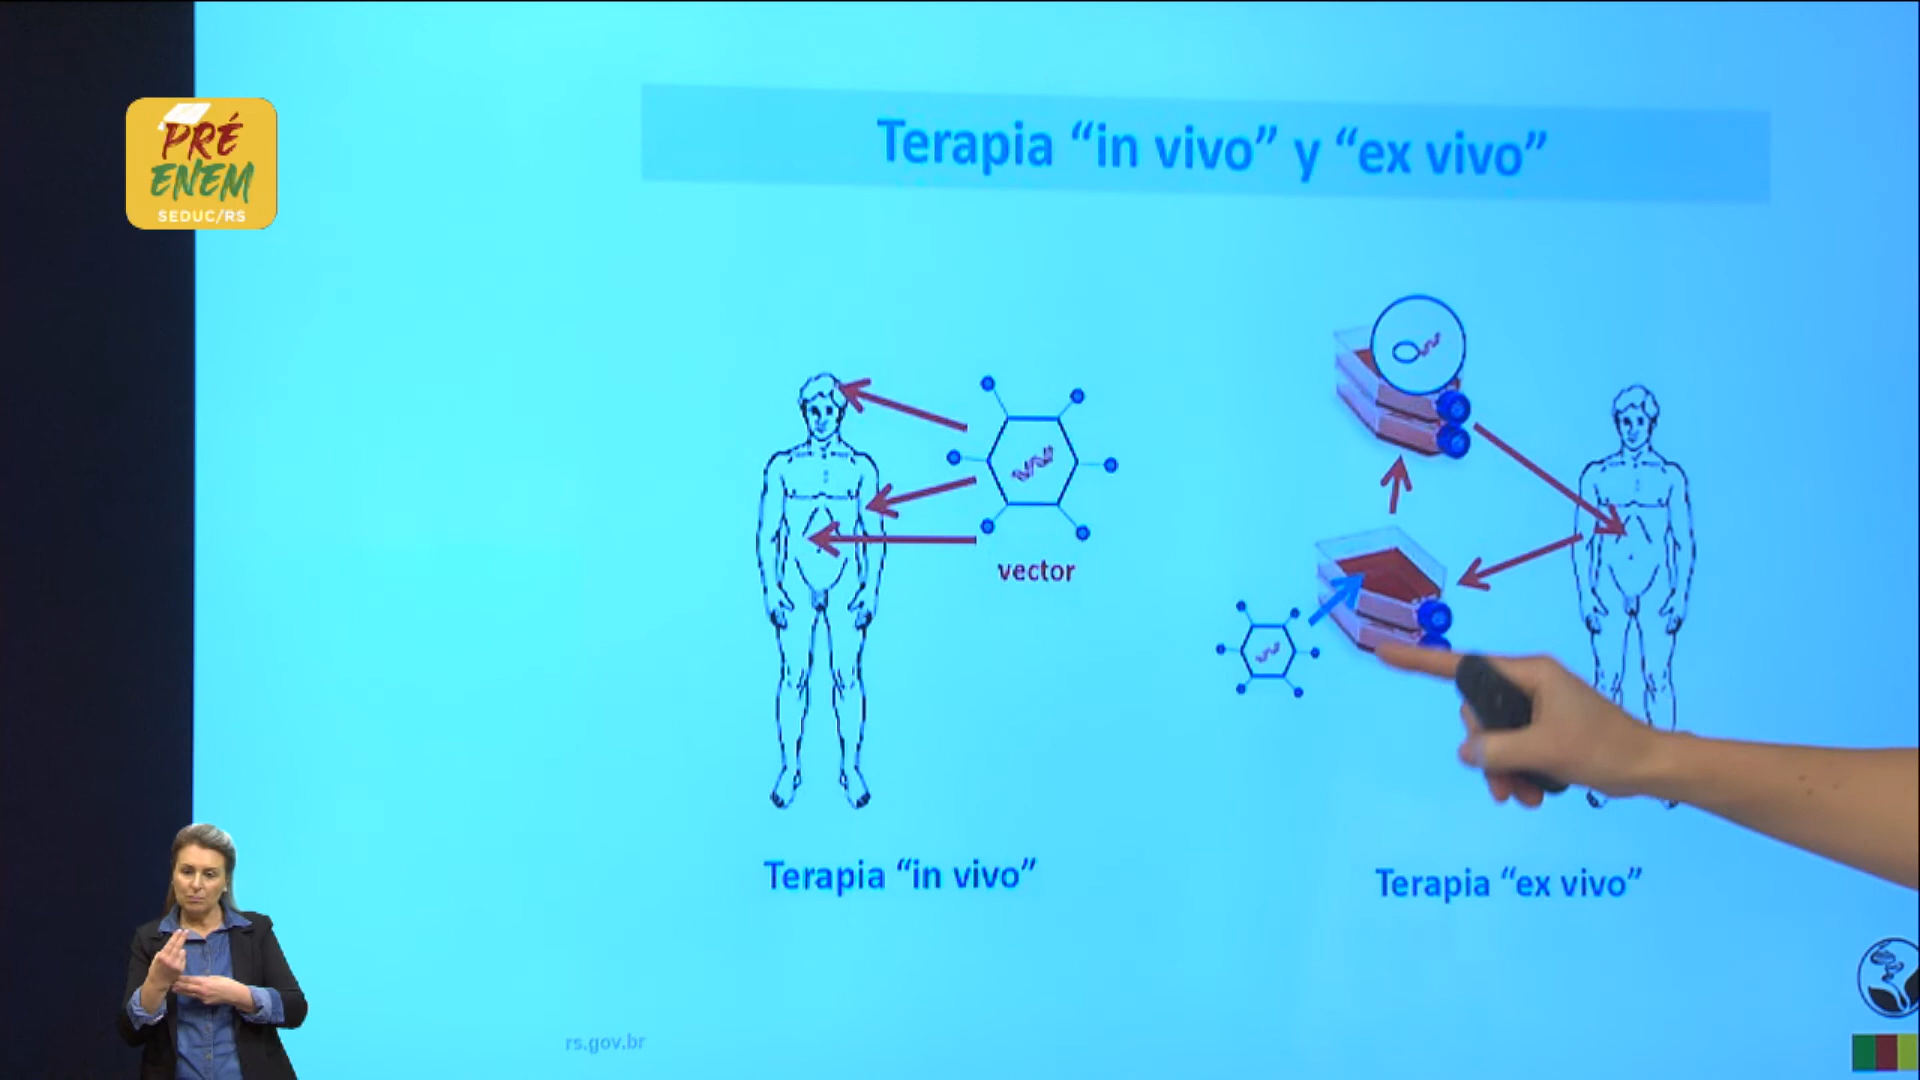 PRÉ
ENEM
SEDUC/RS
Terapia “in vivo” y “ex vivo”
vector
Terapia “in vivo”
Terapia “ex vivo”
rs.gov.br